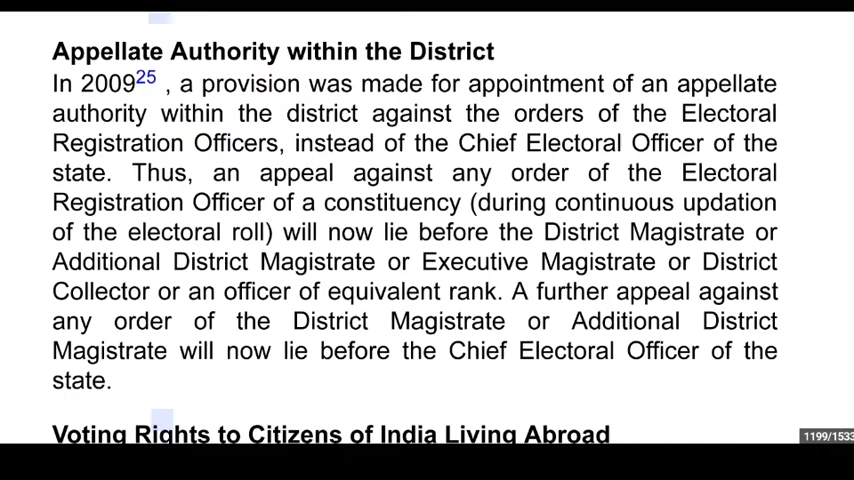 Appellate Authority within the District
In 200925 , a provision was made for appointment of an appellate
authority within the district against the orders of the Electoral
Registration Officers, instead of the Chief Electoral Officer of the
state. Thus, an appeal against any order of the Electoral
Registration Officer of a constituency (during continuous updation
of the electoral roll) will now lie before the District Magistrate or
Additional District Magistrate or Executive Magistrate or District
Collector or an officer of equivalent rank. A further appeal against
any order of the District Magistrate or Additional District
Magistrate will now lie before the Chief Electoral Officer of the
state.
Voting Rights to Citizens of India Living Abroad
1199/1533